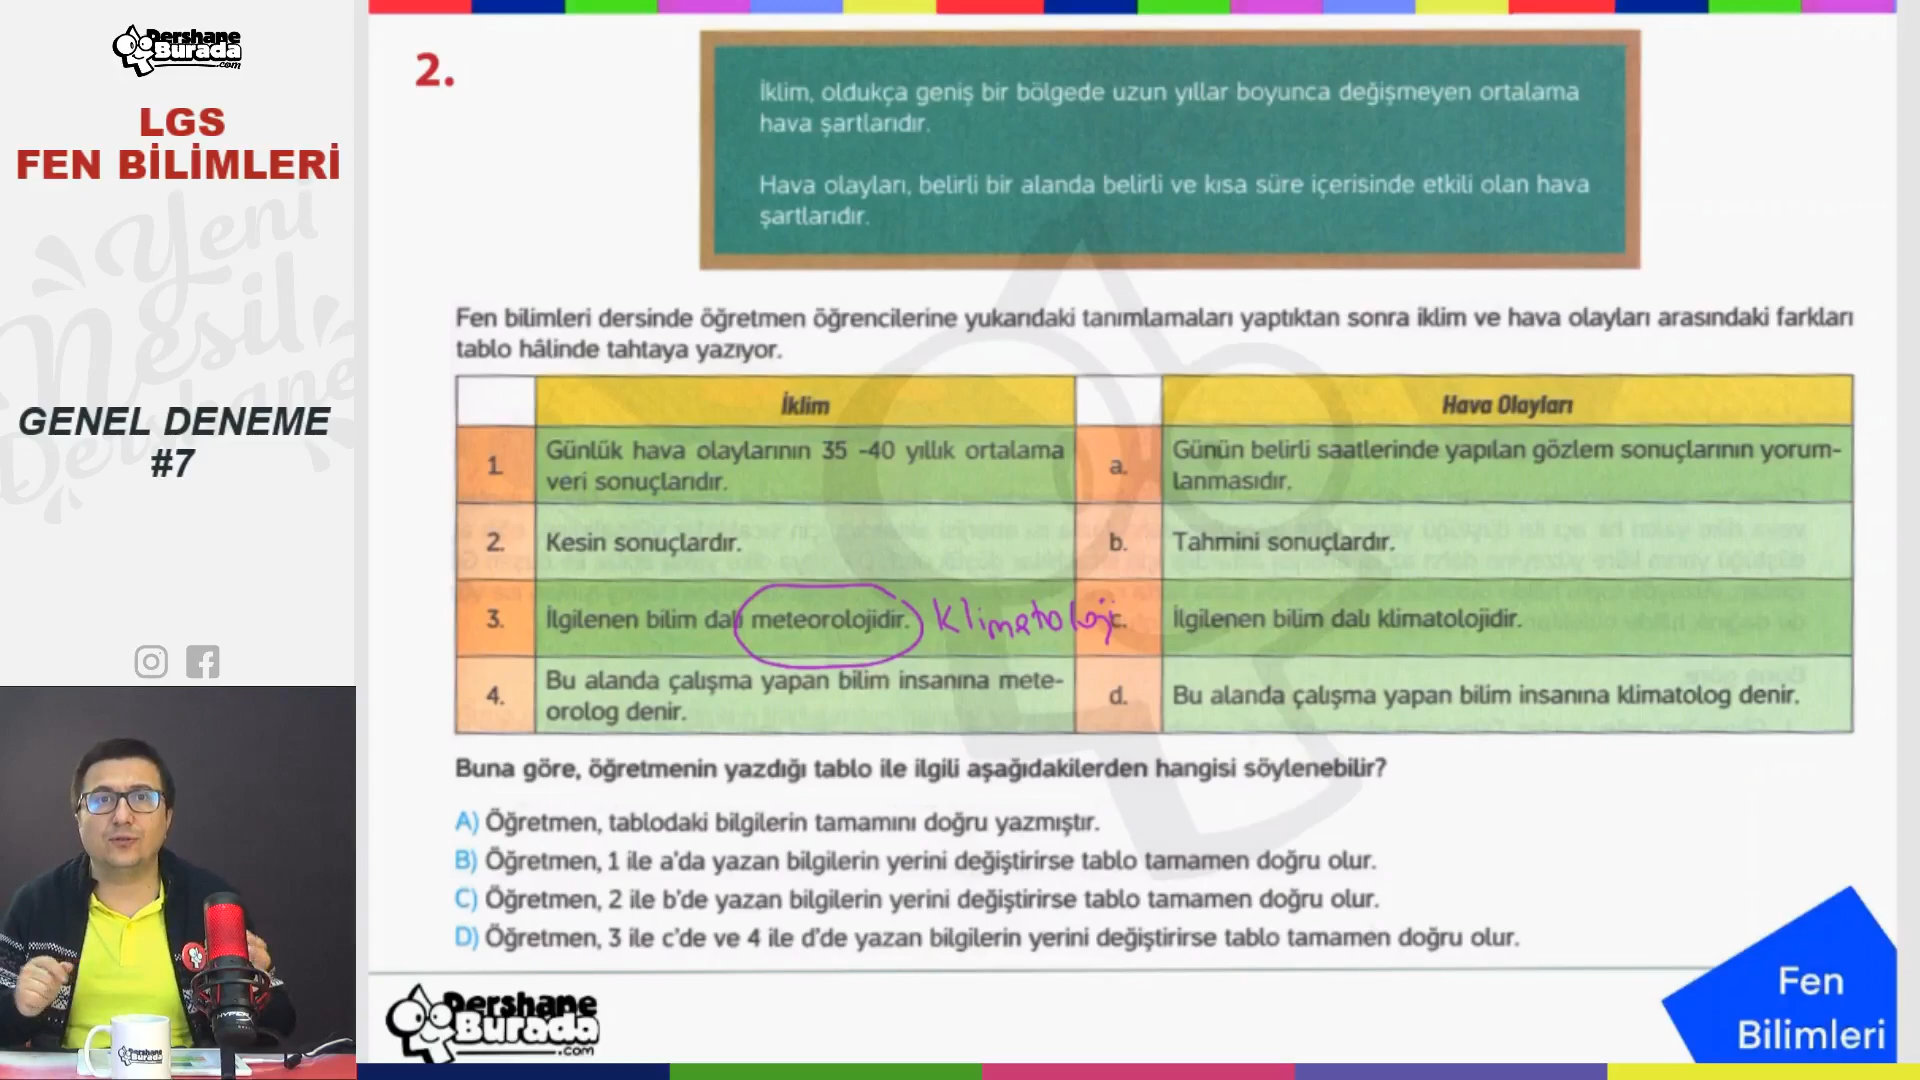 Dershane
Burada
.com
LGS
FEN BİLİMLERİ
Yeni
Nesil
Dershane
GENEL DENEME
#7
2.
İklim, oldukça geniş bir bölgede uzun yıllar boyunca değişmeyen ortalama
hava şartlarıdır.
Hava olayları, belirli bir alanda belirli ve kısa süre içerisinde etkili olan hava
şartlarıdır.
Fen bilimleri dersinde öğretmen öğrencilerine yukarıdaki tanımlamaları yaptıktan sonra iklim ve hava olayları arasındaki farkları
tablo hâlinde tahtaya yazıyor.
İklim
Hava Olayları
1.
Günlük hava olaylarının 35 -40 yıllık ortalama
veri sonuçlarıdır.
a.
Günün belirli saatlerinde yapılan gözlem sonuçlarının yorum-
lanmasıdır.
2.
Kesin sonuçlardır.
b.
Tahmini sonuçlardır.
3.
İlgilenen bilim dalı meteorolojidir.
Klimatoloji
c.
İlgilenen bilim dalı klimatolojidir.
4.
Bu alanda çalışma yapan bilim insanına mete-
orolog denir.
d.
Bu alanda çalışma yapan bilim insanına klimatolog denir.
Buna göre, öğretmenin yazdığı tablo ile ilgili aşağıdakilerden hangisi söylenebilir?
A) Öğretmen, tablodaki bilgilerin tamamını doğru yazmıştır.
B) Öğretmen, 1 ile a'da yazan bilgilerin yerini değiştirirse tablo tamamen doğru olur.
C) Öğretmen, 2 ile b'de yazan bilgilerin yerini değiştirirse tablo tamamen doğru olur.
D) Öğretmen, 3 ile c'de ve 4 ile d'de yazan bilgilerin yerini değiştirirse tablo tamamen doğru olur.
Dershane
Burada
.com
Fen
Bilimleri
Dershane
Burada
HYPERX